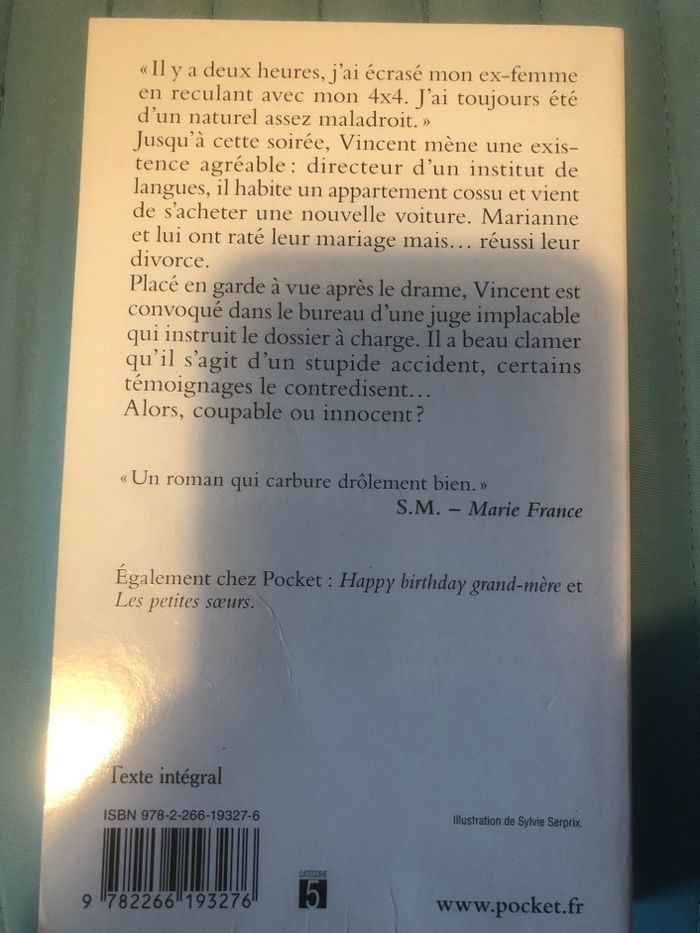 « Il y a deux heures, j'ai écrasé mon ex-femme
en reculant avec mon 4x4. J'ai toujours été
d'un naturel assez maladroit. »
Jusqu'à cette soirée, Vincent mène une exis-
tence agréable : directeur d'un institut de
langues, il habite un appartement cossu et vient
de s'acheter une nouvelle voiture. Marianne
et lui ont raté leur mariage mais... réussi leur
divorce.
Placé en garde à vue après le drame, Vincent est
convoqué dans le bureau d'une juge implacable
qui instruit le dossier à charge. Il a beau clamer
qu'il s'agit d'un stupide accident, certains
témoignages le contredisent...
Alors, coupable ou innocent ?
« Un roman qui carbure drôlement bien. »
S.M. – Marie France
Également chez Pocket : Happy birthday grand-mère et
Les petites sœurs.
Texte intégral
ISBN 978-2-266-19327-6
Illustration de Sylvie Serprix.
9 782266 193276
CATÉGORIE
5
www.pocket.fr